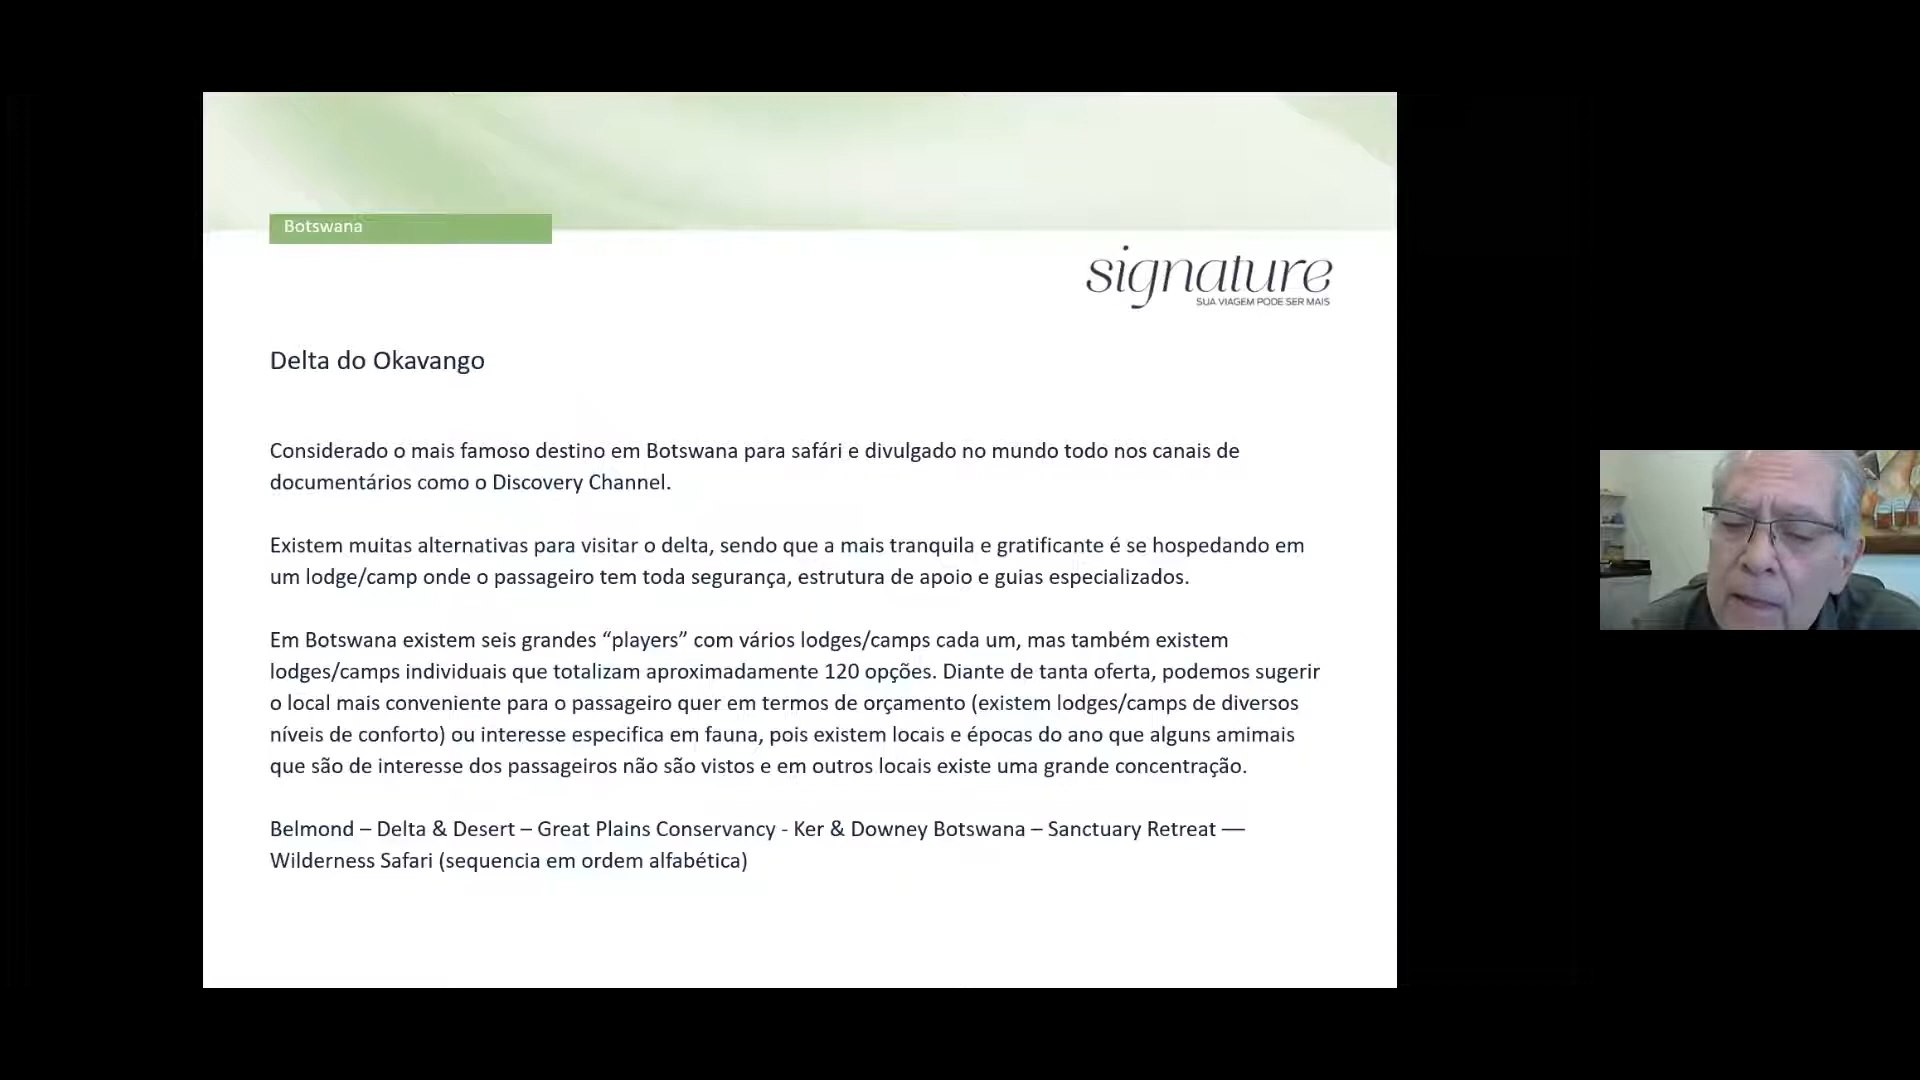 Botswana
signature
SUA VIAGEM PODE SER MAIS
Delta do Okavango
Considerado o mais famoso destino em Botswana para safári e divulgado no mundo todo nos canais de
documentários como o Discovery Channel.
Existem muitas alternativas para visitar o delta, sendo que a mais tranquila e gratificante é se hospedando em
um lodge/camp onde o passageiro tem toda segurança, estrutura de apoio e guias especializados.
Em Botswana existem seis grandes “players” com vários lodges/camps cada um, mas também existem
lodges/camps individuais que totalizam aproximadamente 120 opções. Diante de tanta oferta, podemos sugerir
o local mais conveniente para o passageiro quer em termos de orçamento (existem lodges/camps de diversos
níveis de conforto) ou interesse especifica em fauna, pois existem locais e épocas do ano que alguns amimais
que são de interesse dos passageiros não são vistos e em outros locais existe uma grande concentração.
Belmond – Delta & Desert – Great Plains Conservancy - Ker & Downey Botswana – Sanctuary Retreat —
Wilderness Safari (sequencia em ordem alfabética)